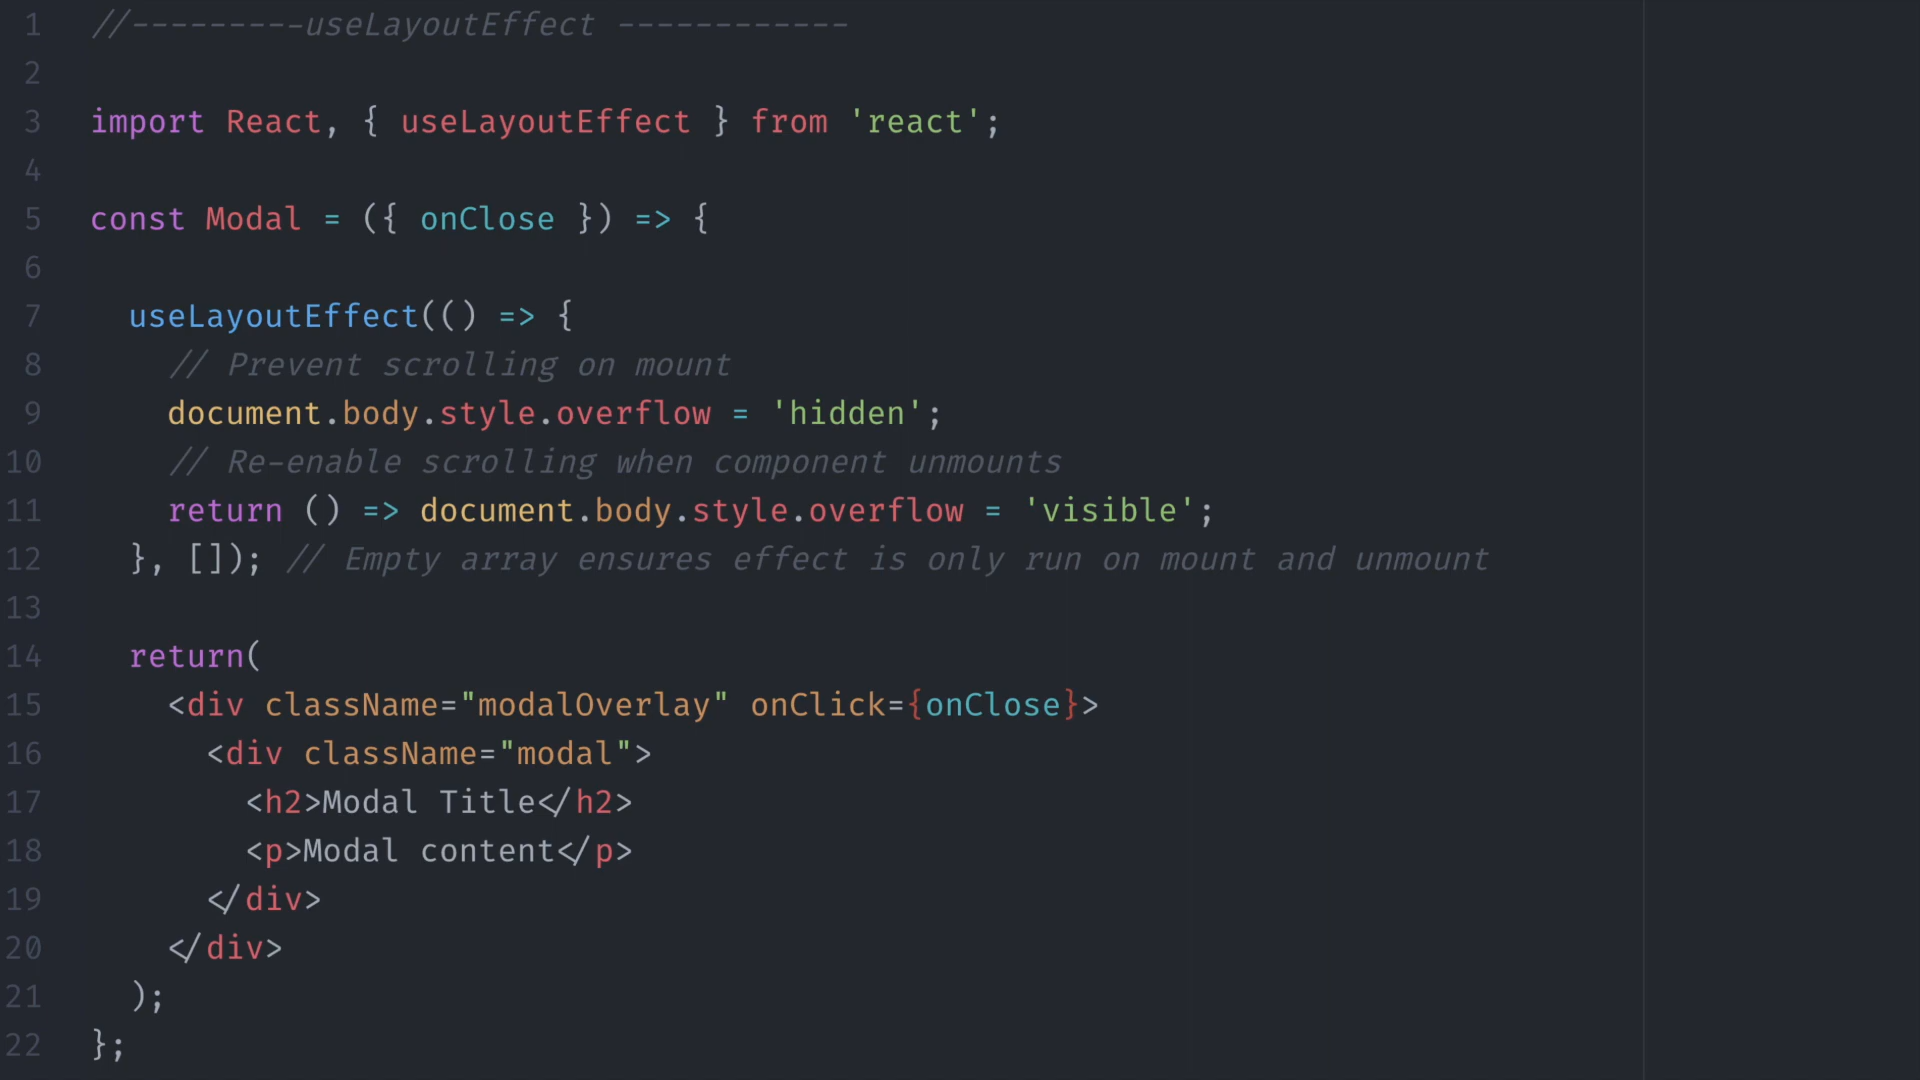 1 //---------useLayoutEffect ------------
2
3 import React, { useLayoutEffect } from 'react';
4
5 const Modal = ({ onClose }) => {
6
7   useLayoutEffect(() => {
8     // Prevent scrolling on mount
9     document.body.style.overflow = 'hidden';
10     // Re-enable scrolling when component unmounts
11     return () => document.body.style.overflow = 'visible';
12   }, []); // Empty array ensures effect is only run on mount and unmount
13
14   return(
15     <div className="modalOverlay" onClick={onClose}>
16       <div className="modal">
17         <h2>Modal Title</h2>
18         <p>Modal content</p>
19       </div>
20     </div>
21   );
22 };